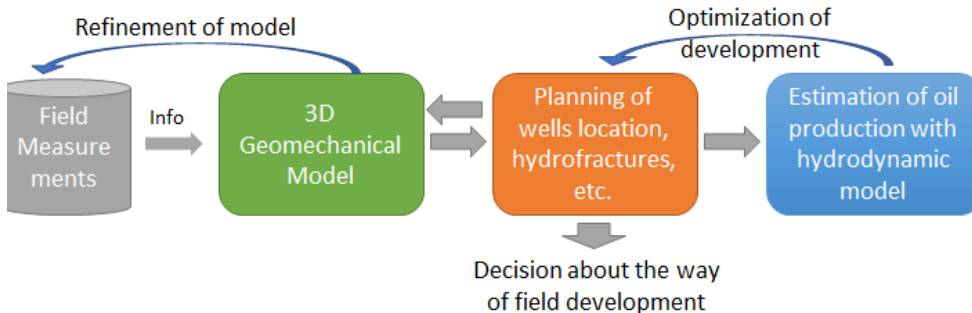 Refinement of model
Optimization of
development
Field
Measure
ments
Info
3D
Geomechanical
Model
Planning of
wells location,
hydrofractures,
etc.
Estimation of oil
production with
hydrodynamic
model
Decision about the way
of field development